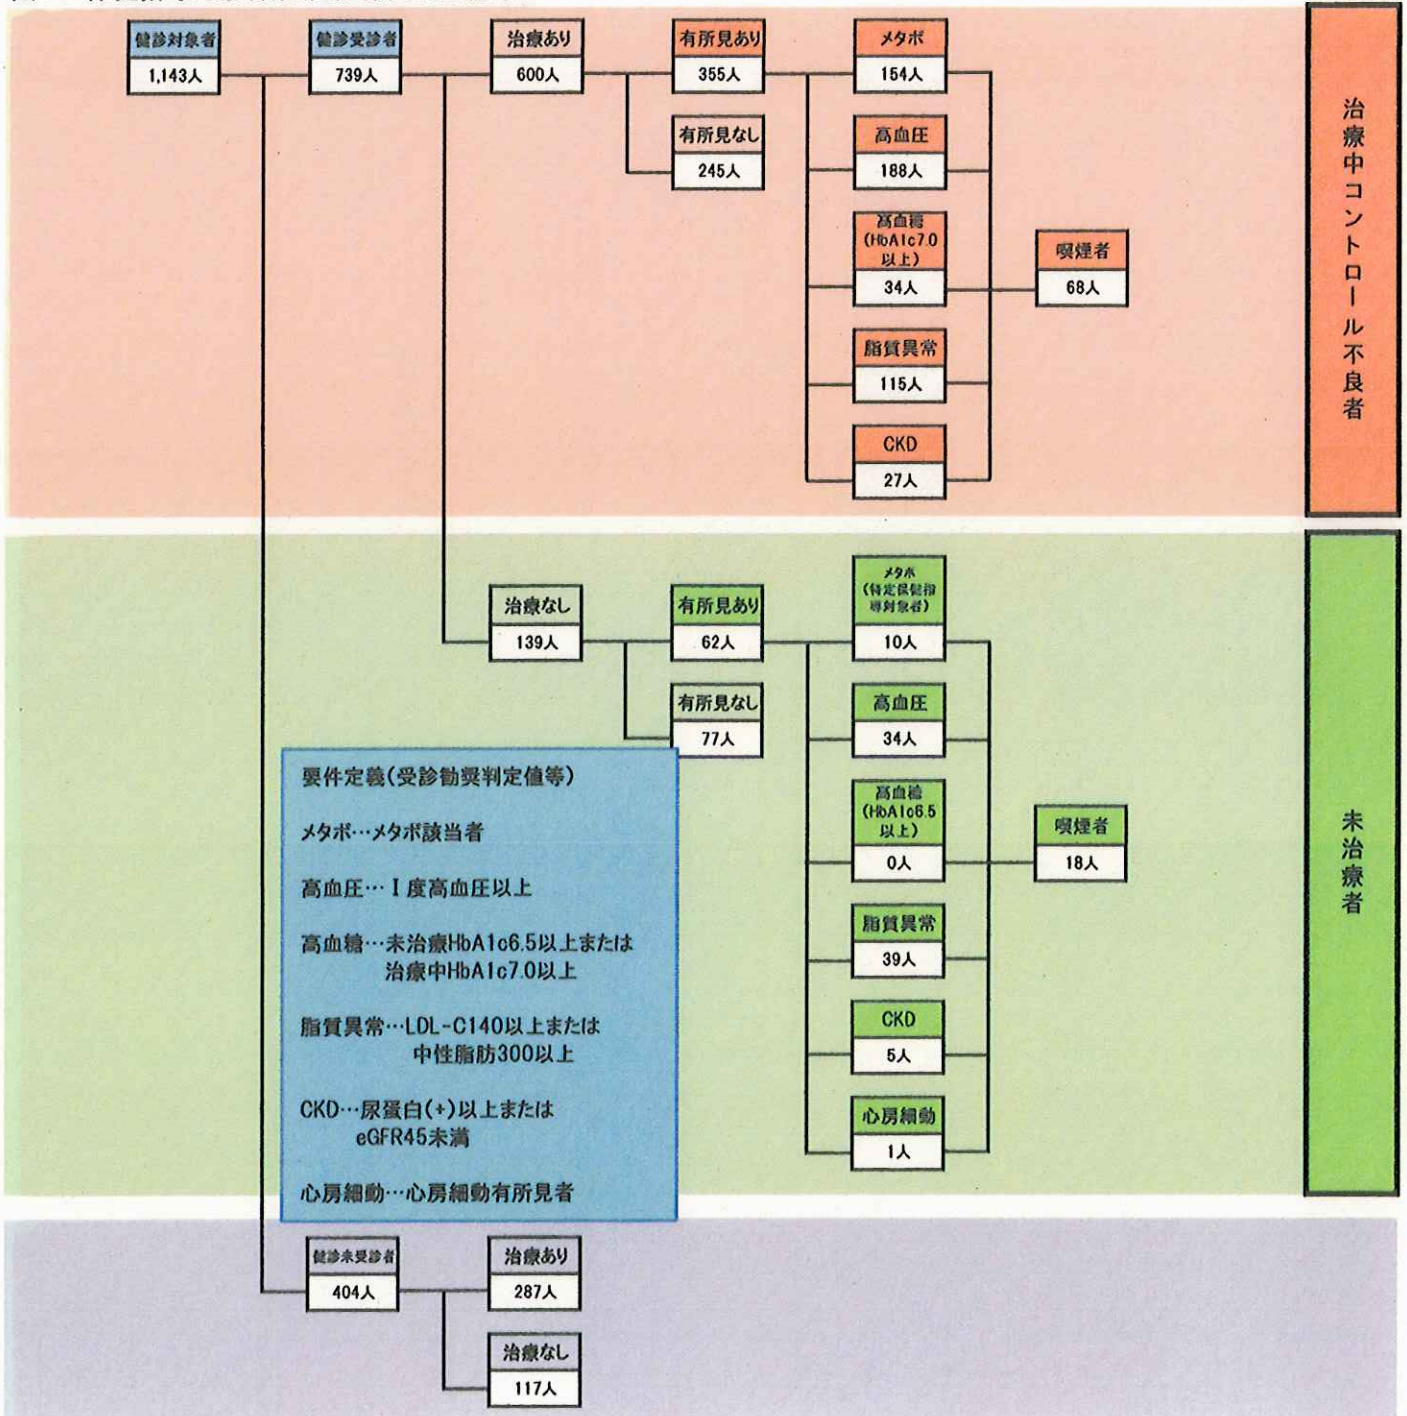 健診対象者
1,143人
健診受診者
739人
治療あり
600人
有所見あり
355人
有所見なし
245人
メタボ
154人
高血圧
188人
高血糖
(HbA1c7.0
以上)
34人
脂質異常
115人
CKD
27人
喫煙者
68人
治療中コントロール不良者
治療なし
139人
有所見あり
62人
有所見なし
77人
メタボ
(特定保健指
導対象者)
10人
高血圧
34人
高血糖
(HbA1c6.5
以上)
0人
脂質異常
39人
CKD
5人
心房細動
1人
喫煙者
18人
未治療者
要件定義(受診勧奨判定値等)
メタボ…メタボ該当者
高血圧…Ⅰ度高血圧以上
高血糖…未治療HbA1c6.5以上または
治療中HbA1c7.0以上
脂質異常…LDL-C140以上または
中性脂肪300以上
CKD…尿蛋白(+)以上または
eGFR45未満
心房細動…心房細動有所見者
健診未受診者
404人
治療あり
287人
治療なし
117人